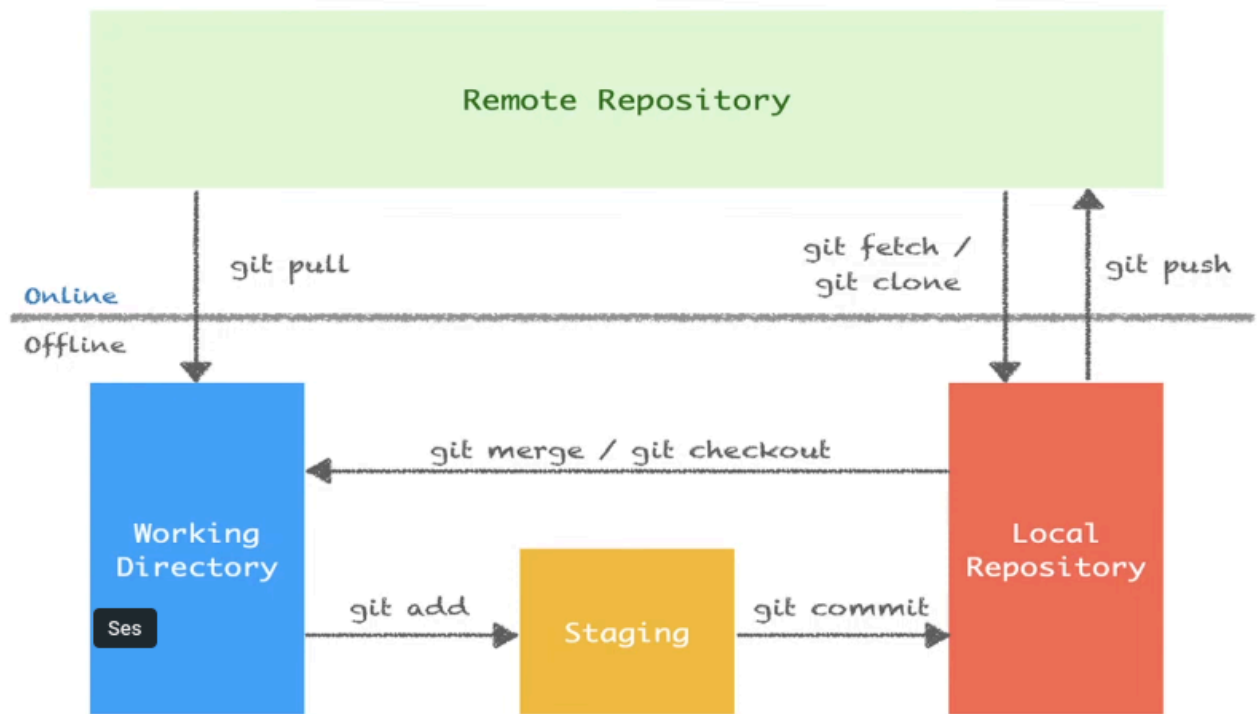 Remote Repository
git pull
git fetch /
git clone
git push
Online
Offline
git merge / git checkout
Working
Directory
Local
Repository
git add
git commit
Staging
Ses